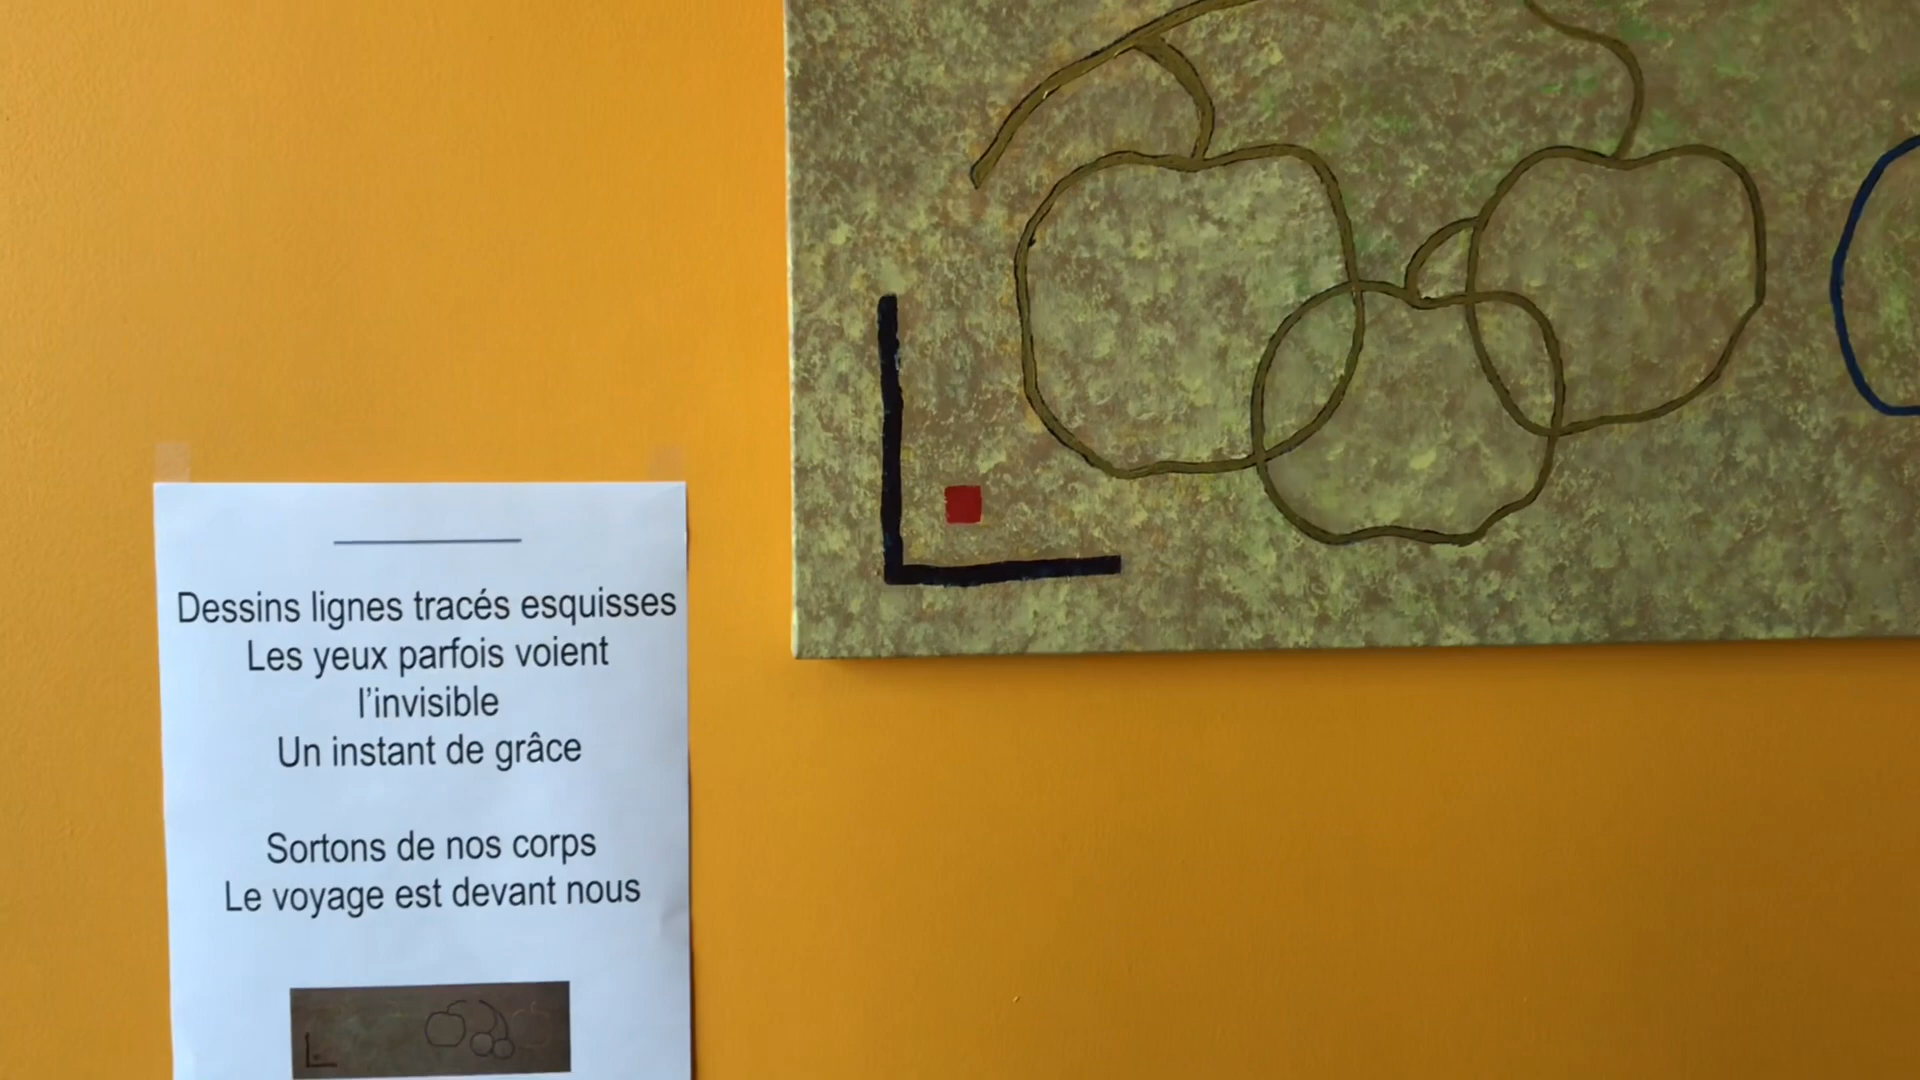 Dessins lignes tracés esquisses
Les yeux parfois voient
l'invisible
Un instant de grâce
Sortons de nos corps
Le voyage est devant nous